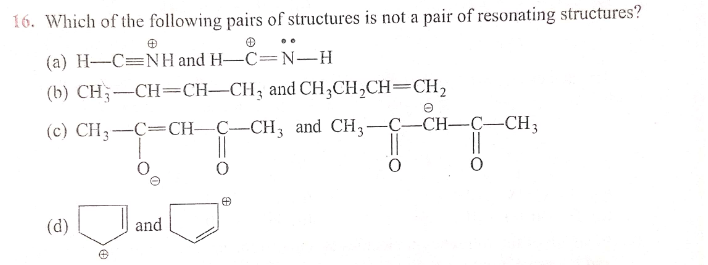 16. Which of the following pairs of structures is not a pair of resonating structures?
⊕ ⊕ ••
(a) H—C≡NH and H—C=N—H
(b) CH3—CH=CH—CH3 and CH3CH2CH=CH2
⊖
(c) CH3—C=CH—C—CH3 and CH3—C—CH—C—CH3
O O O O
⊖
⊕
(d) and
⊕